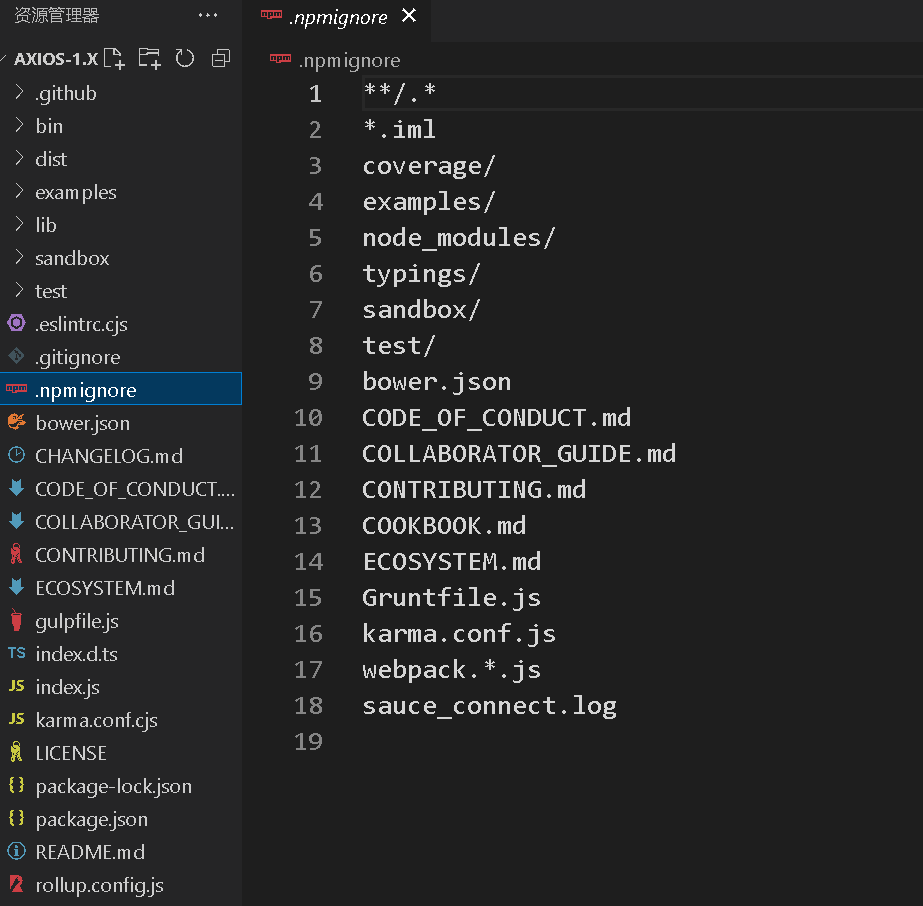 资源管理器
AXIOS-1.X
.github
bin
dist
examples
lib
sandbox
test
.eslintrc.cjs
.gitignore
.npmignore
bower.json
CHANGELOG.md
CODE_OF_CONDUCT....
COLLABORATOR_GUI...
CONTRIBUTING.md
ECOSYSTEM.md
gulpfile.js
TS index.d.ts
JS index.js
JS karma.conf.cjs
LICENSE
{} package-lock.json
{} package.json
README.md
rollup.config.js
.npmignore
.npmignore
1 **/.*
2 *.iml
3 coverage/
4 examples/
5 node_modules/
6 typings/
7 sandbox/
8 test/
9 bower.json
10 CODE_OF_CONDUCT.md
11 COLLABORATOR_GUIDE.md
12 CONTRIBUTING.md
13 COOKBOOK.md
14 ECOSYSTEM.md
15 Gruntfile.js
16 karma.conf.js
17 webpack.*.js
18 sauce_connect.log
19